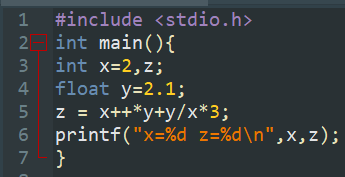 1 #include <stdio.h>
2 int main(){
3 int x=2,z;
4 float y=2.1;
5 z = x++*y+y/x*3;
6 printf("x=%d z=%d\n",x,z);
7 }